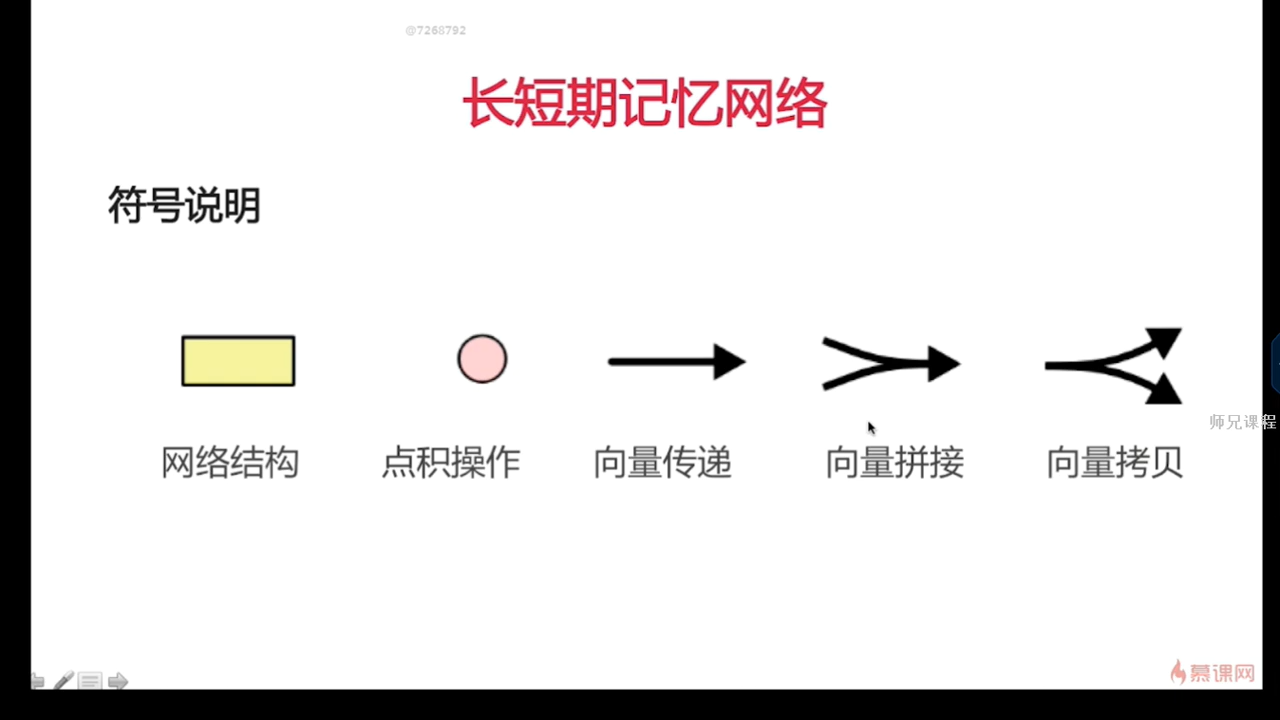 @7268792
长短期记忆网络
符号说明
网络结构 点积操作 向量传递 向量拼接 向量拷贝
师兄课程
慕课网